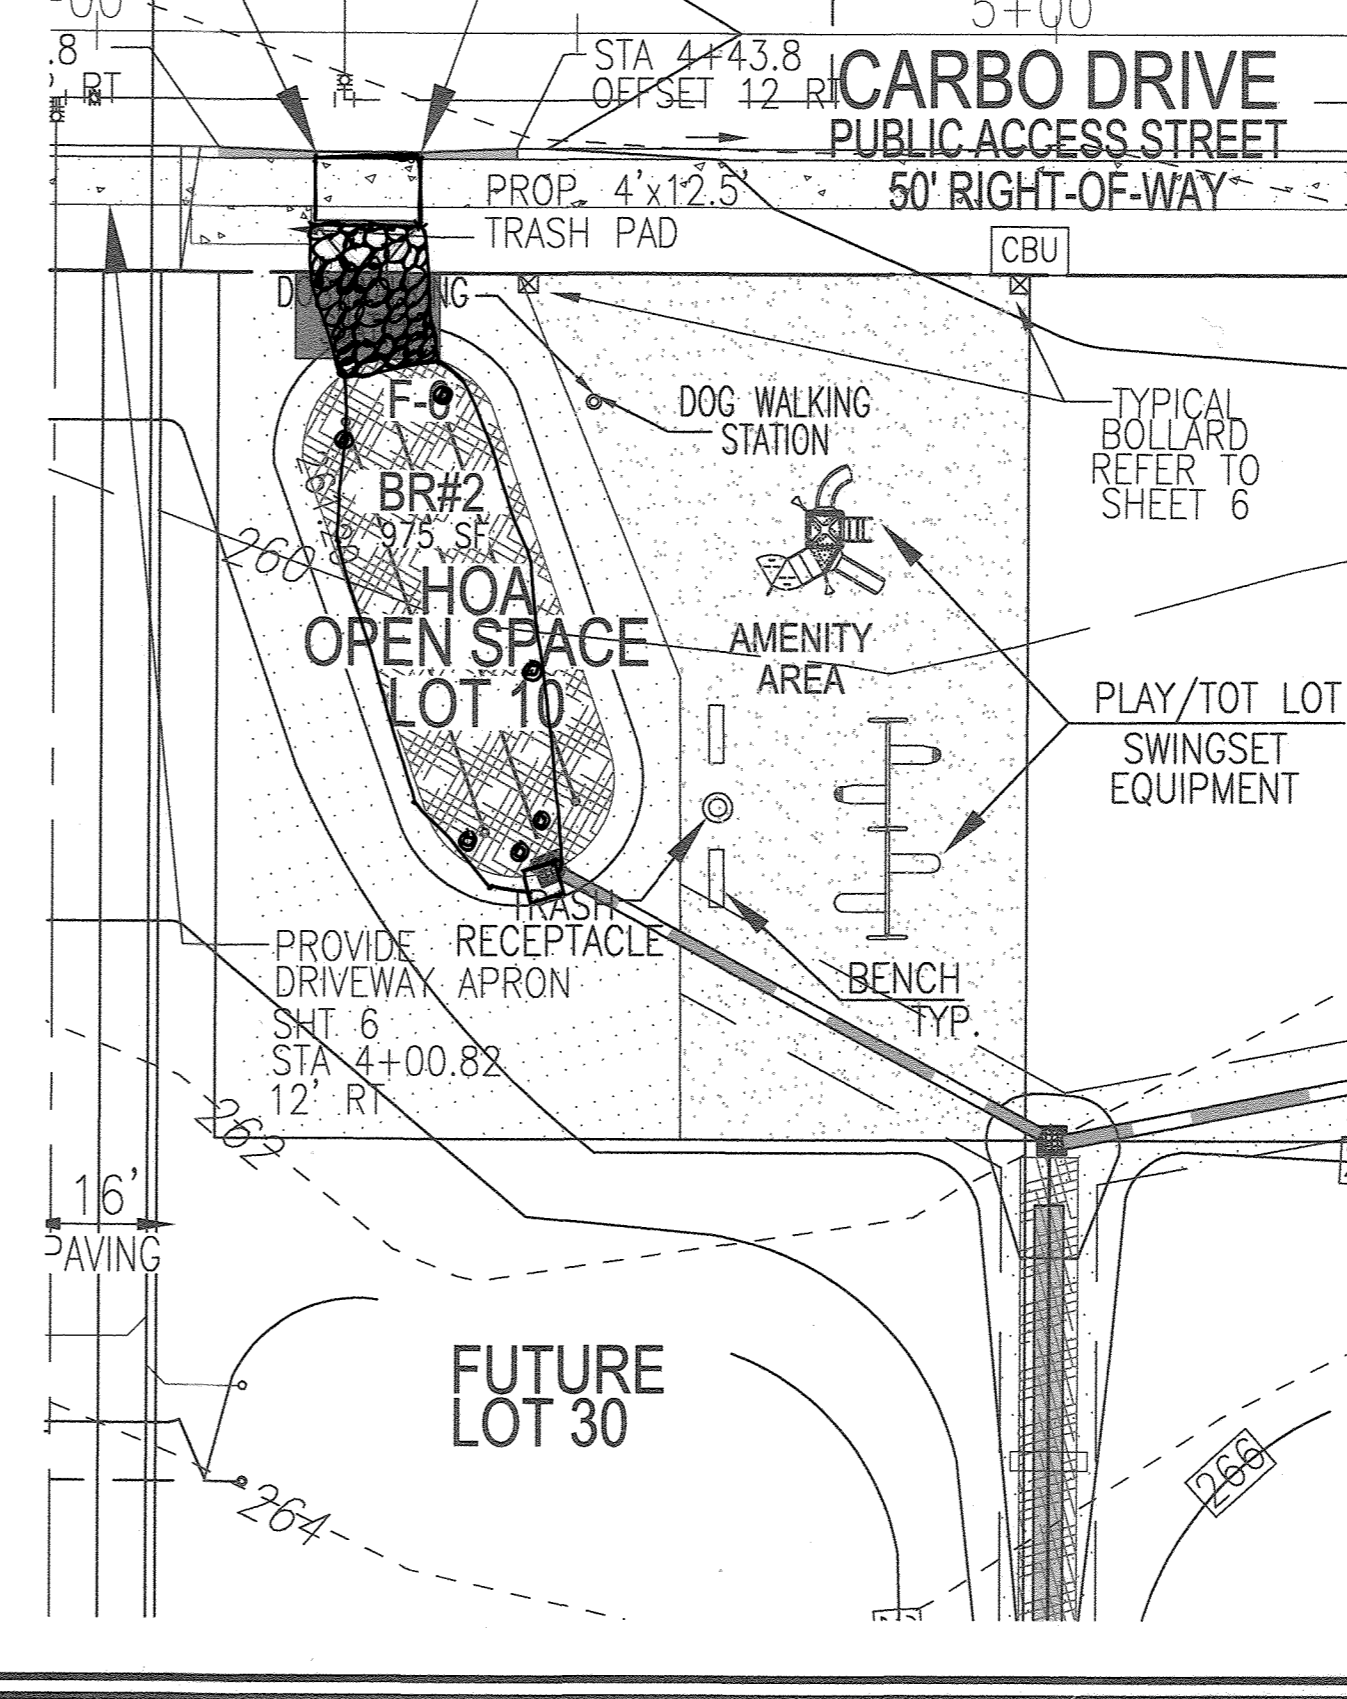 5+00
.8
RT
STA 4+43.8
OFFSET 12 RT
CARBO DRIVE
PUBLIC ACCESS STREET
50' RIGHT-OF-WAY
PROP. 4'x12.5'
TRASH PAD
CBU
DOG WALKING
STATION
TYPICAL
BOLLARD
REFER TO
SHEET 6
BR#2
975 SF
260
HOA
OPEN SPACE
LOT 10
AMENITY
AREA
PLAY/TOT LOT
SWINGSET
EQUIPMENT
TRASH
RECEPTACLE
PROVIDE
DRIVEWAY APRON
SHT 6
STA 4+00.82
12' RT
BENCH
TYP.
262
16'
PAVING
FUTURE
LOT 30
264
266